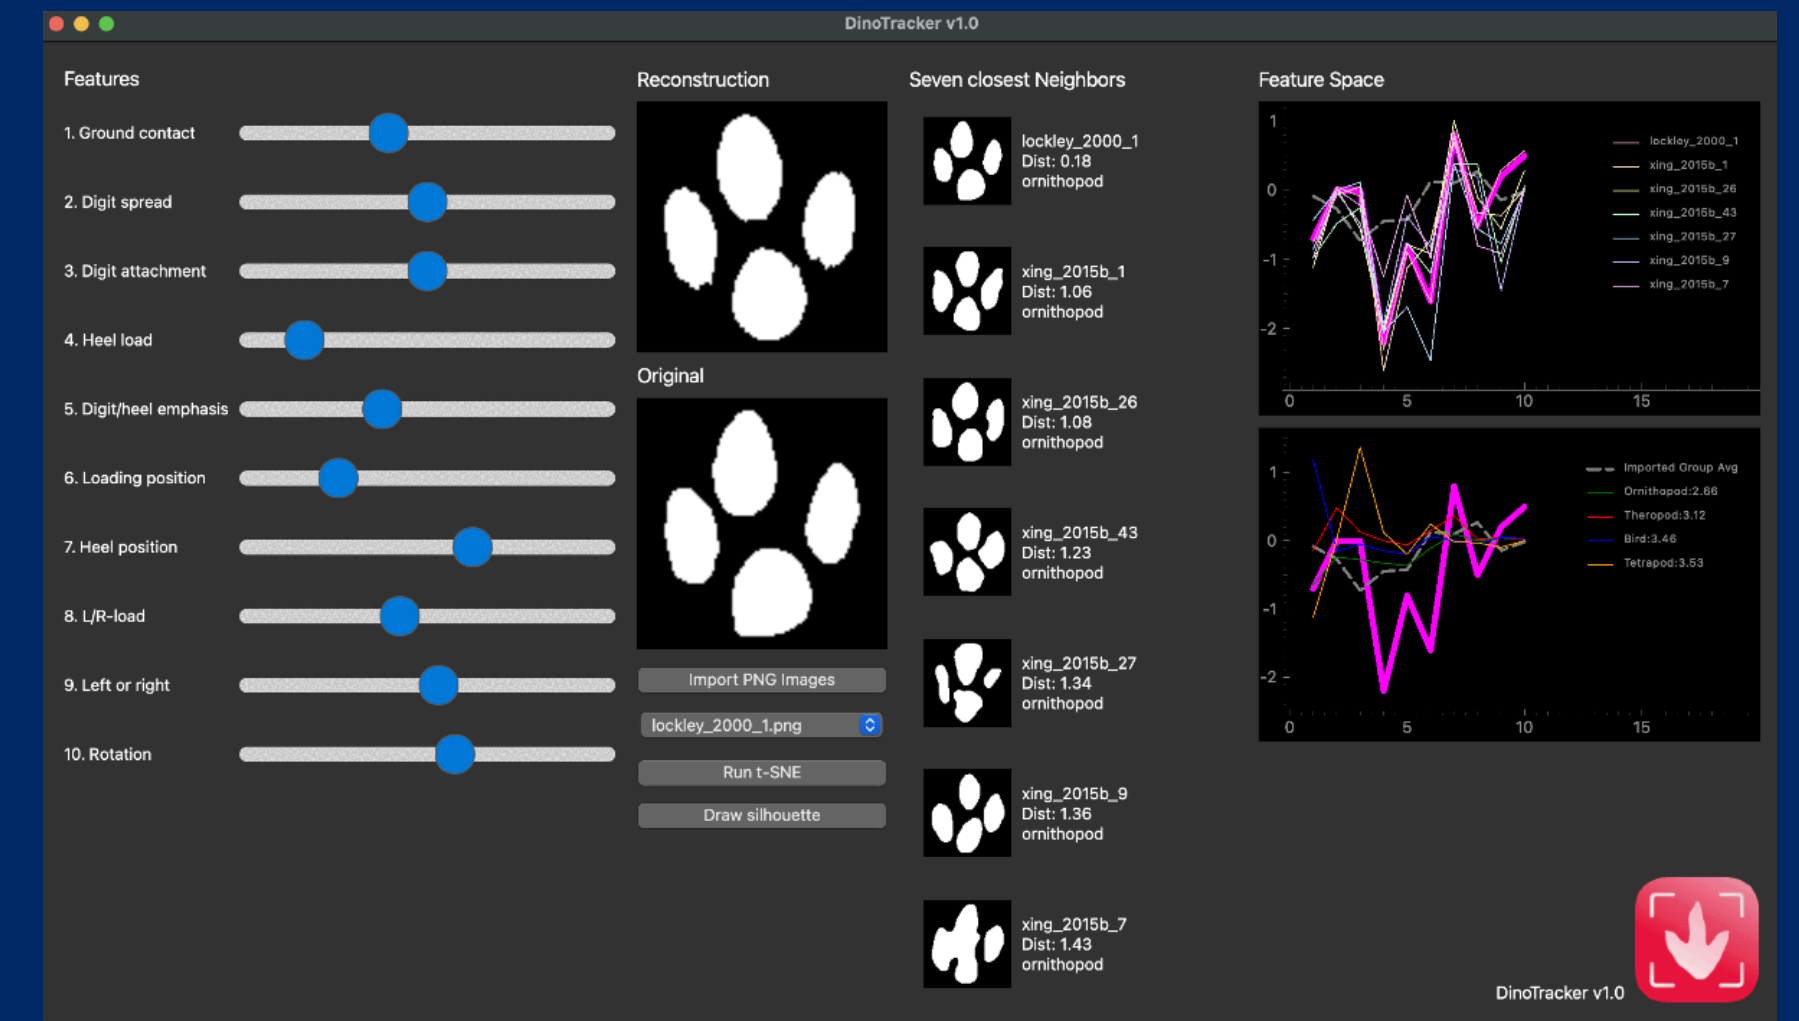 DinoTracker v1.0
Features
1. Ground contact
2. Digit spread
3. Digit attachment
4. Heel load
5. Digit/heel emphasis
6. Loading position
7. Heel position
8. L/R-load
9. Left or right
10. Rotation
Reconstruction
Original
Import PNG Images
lockley_2000_1.png
Run t-SNE
Draw silhouette
Seven closest Neighbors
lockley_2000_1
Dist: 0.18
ornithopod
xing_2015b_1
Dist: 1.06
ornithopod
xing_2015b_26
Dist: 1.08
ornithopod
xing_2015b_43
Dist: 1.23
ornithopod
xing_2015b_27
Dist: 1.34
ornithopod
xing_2015b_9
Dist: 1.36
ornithopod
xing_2015b_7
Dist: 1.43
ornithopod
Feature Space
1
0
-1
-2
0 5 10 15
lockley_2000_1
xing_2015b_1
xing_2015b_26
xing_2015b_43
xing_2015b_27
xing_2015b_9
xing_2015b_7
1
0
-1
-2
0 5 10 15
Imported Group Avg
Ornithopod:2.66
Theropod:3.12
Bird:3.46
Tetrapod:3.53
DinoTracker v1.0